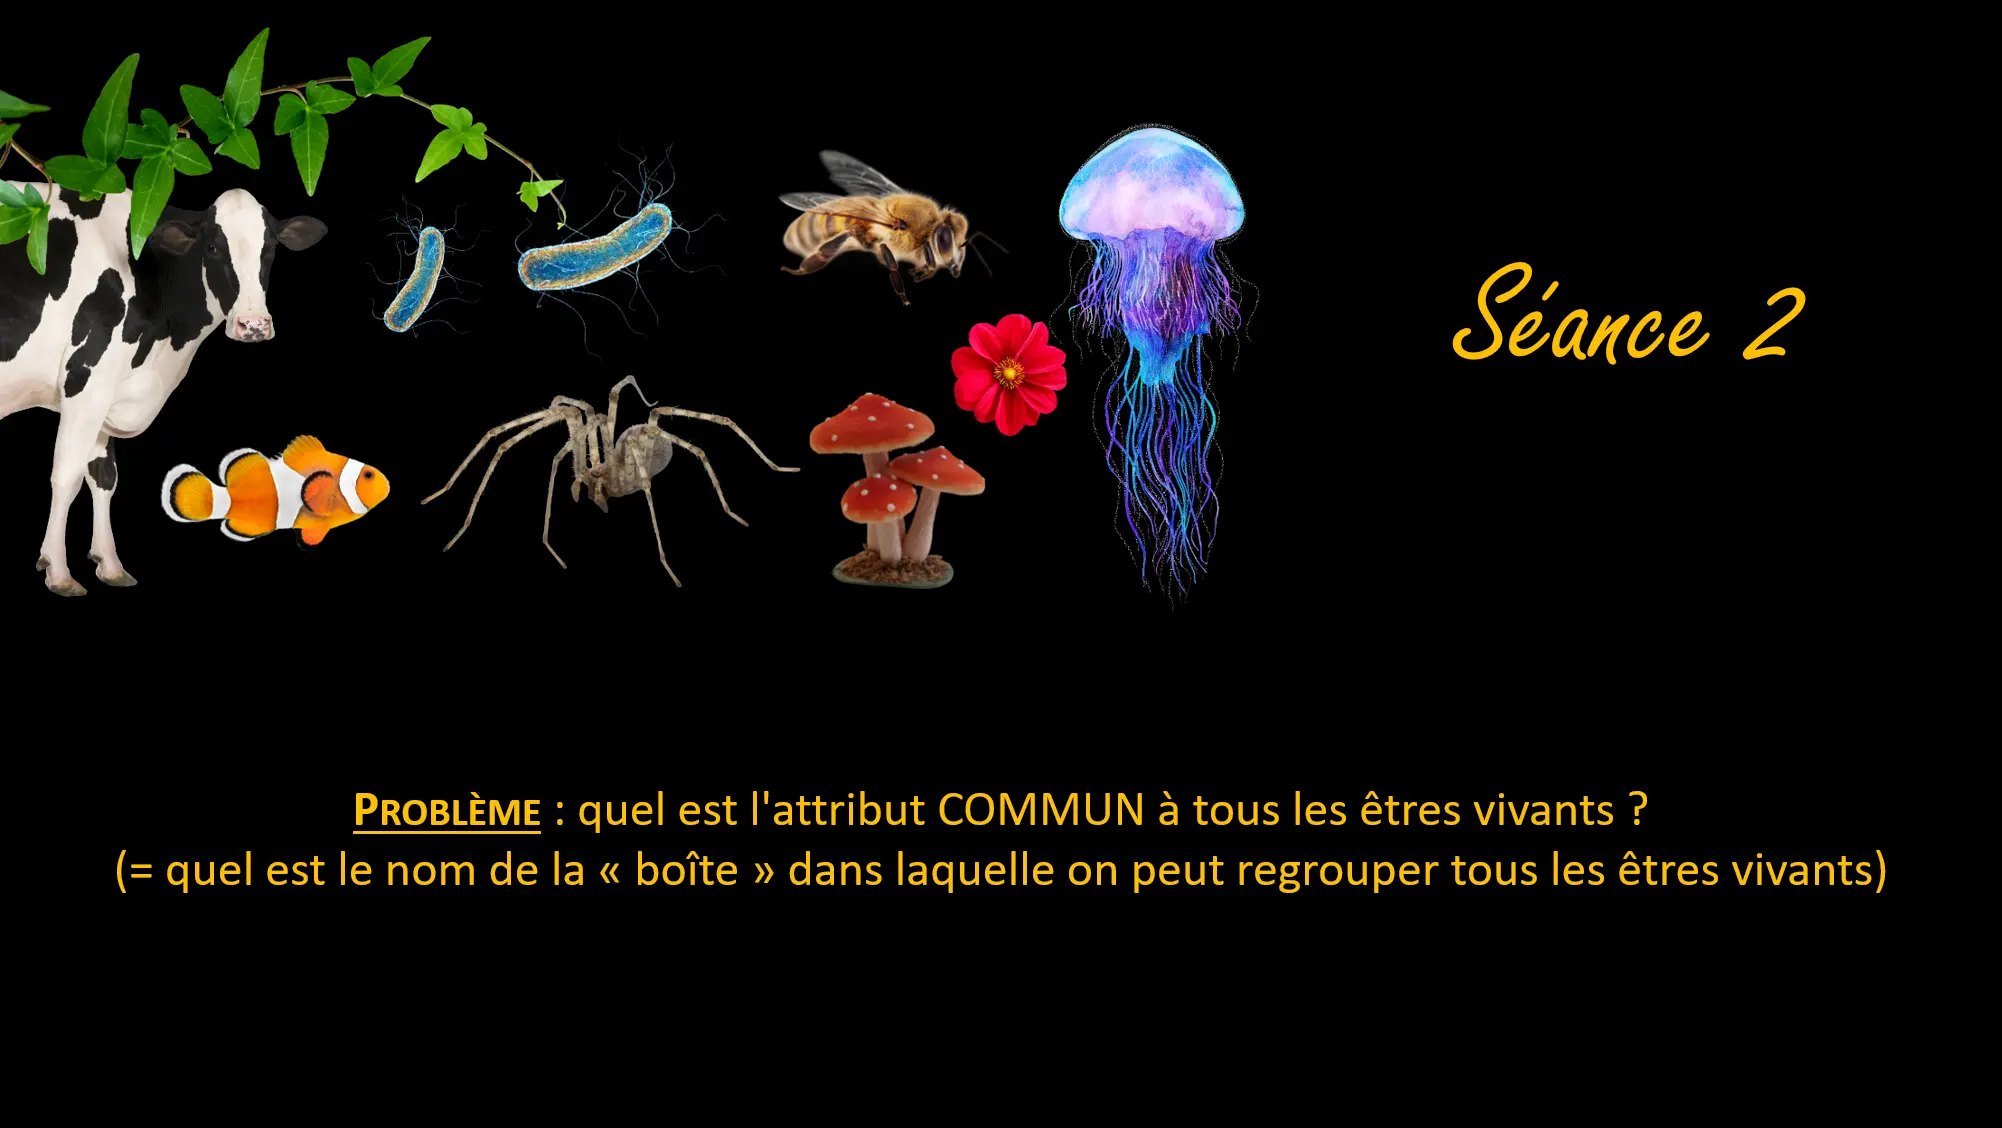 Séance 2
PROBLÈME : quel est l'attribut COMMUN à tous les êtres vivants ?
(= quel est le nom de la « boîte » dans laquelle on peut regrouper tous les êtres vivants)